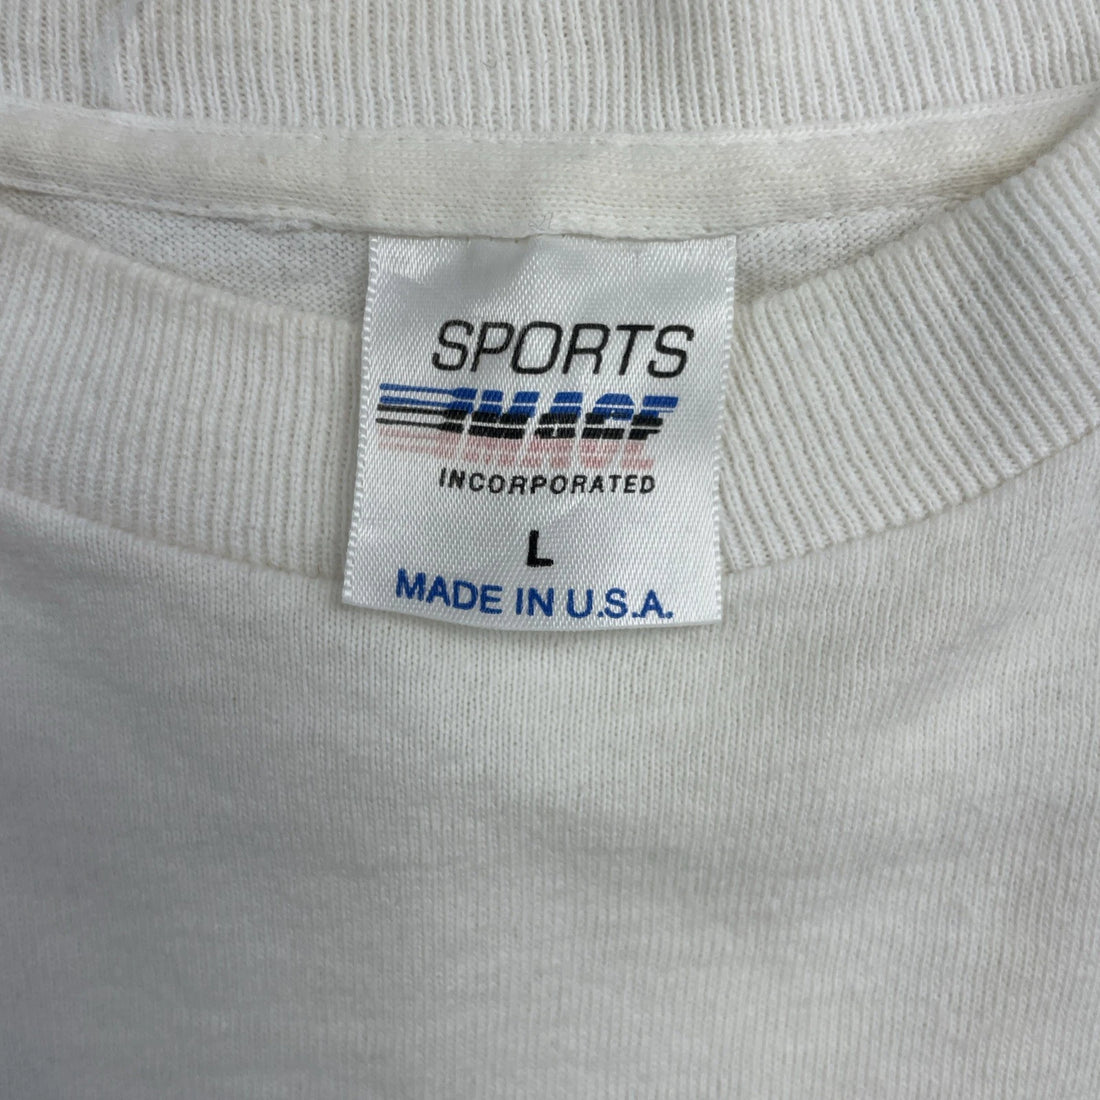 SPORTS
IMAGE
INCORPORATED
L
MADE IN U.S.A.